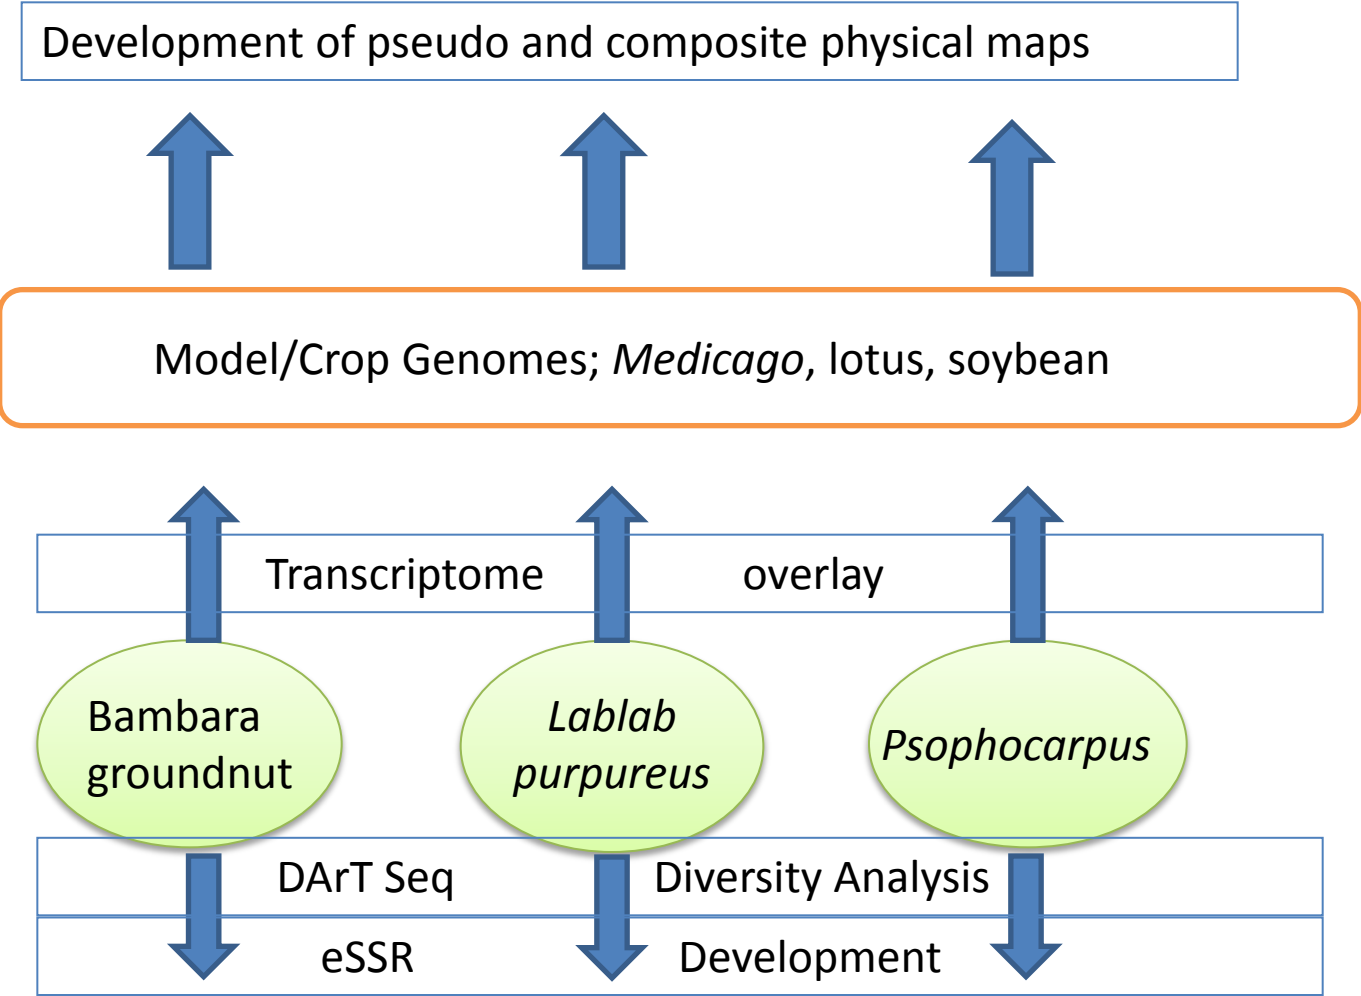 Development of pseudo and composite physical maps
Model/Crop Genomes; Medicago, lotus, soybean
Transcriptome overlay
Bambara
groundnut
Lablab
purpureus
Psophocarpus
DArT Seq Diversity Analysis
eSSR Development